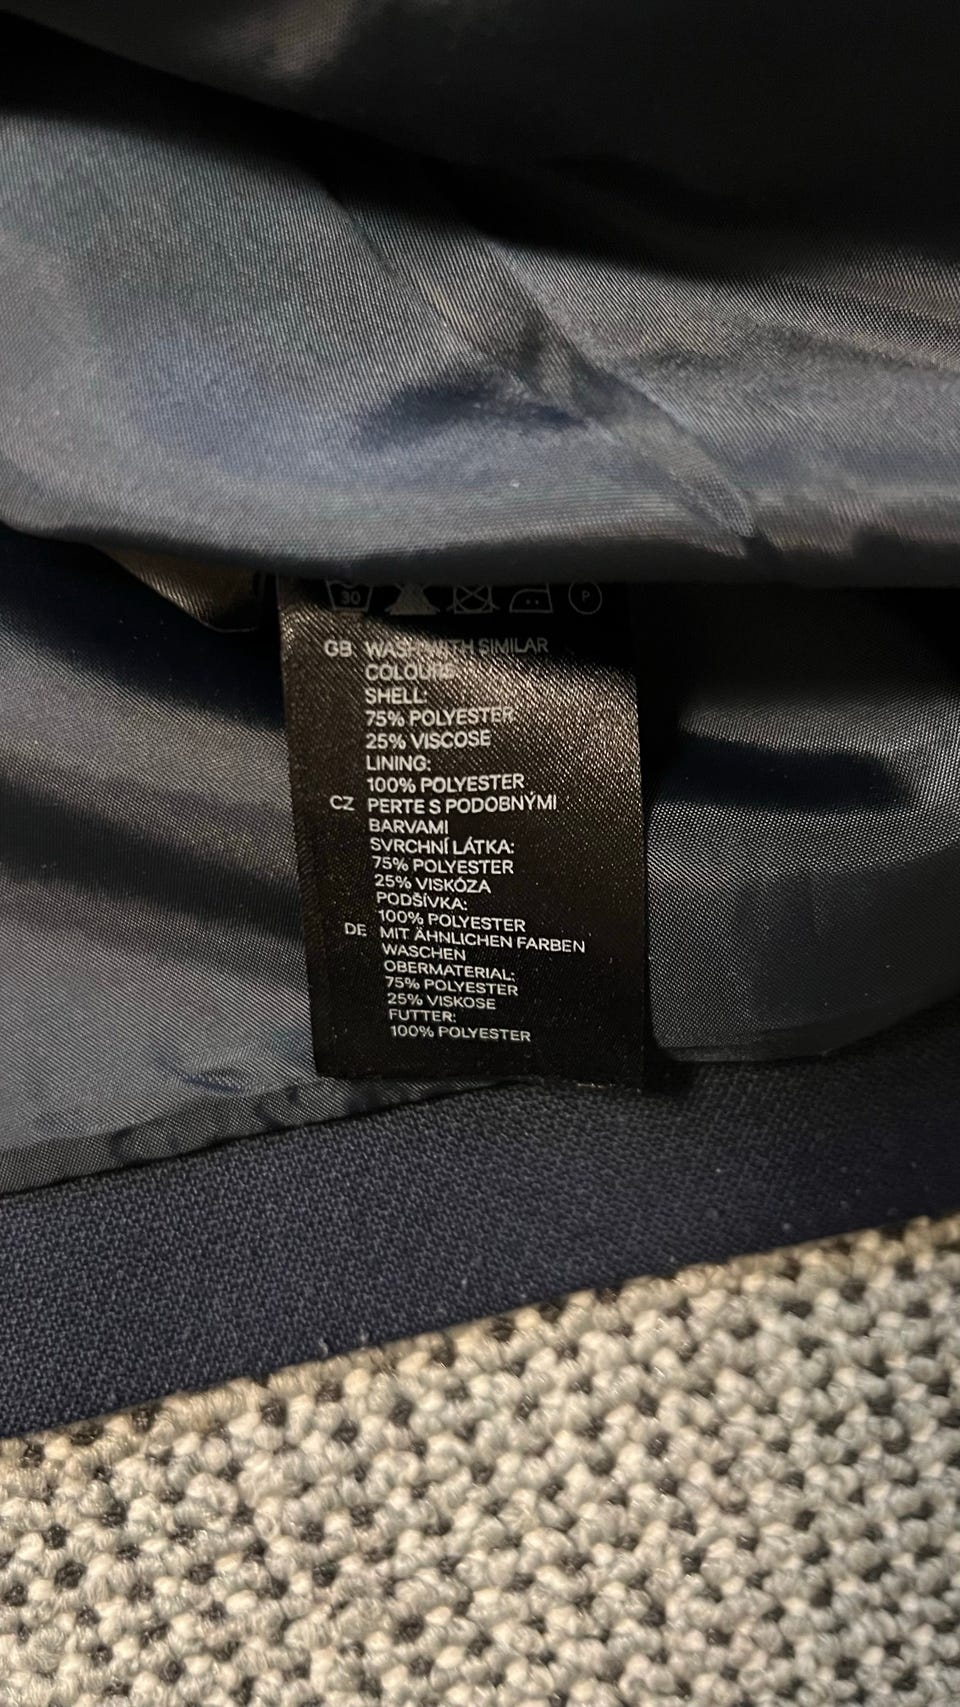 30 P
GB WASH WITH SIMILAR
COLOURS
SHELL:
75% POLYESTER
25% VISCOSE
LINING:
100% POLYESTER
CZ PERTE S PODOBNÝMI
BARVAMI
SVRCHNÍ LÁTKA:
75% POLYESTER
25% VISKÓZA
PODŠÍVKA:
100% POLYESTER
DE MIT ÄHNLICHEN FARBEN
WASCHEN
OBERMATERIAL:
75% POLYESTER
25% VISKOSE
FUTTER:
100% POLYESTER